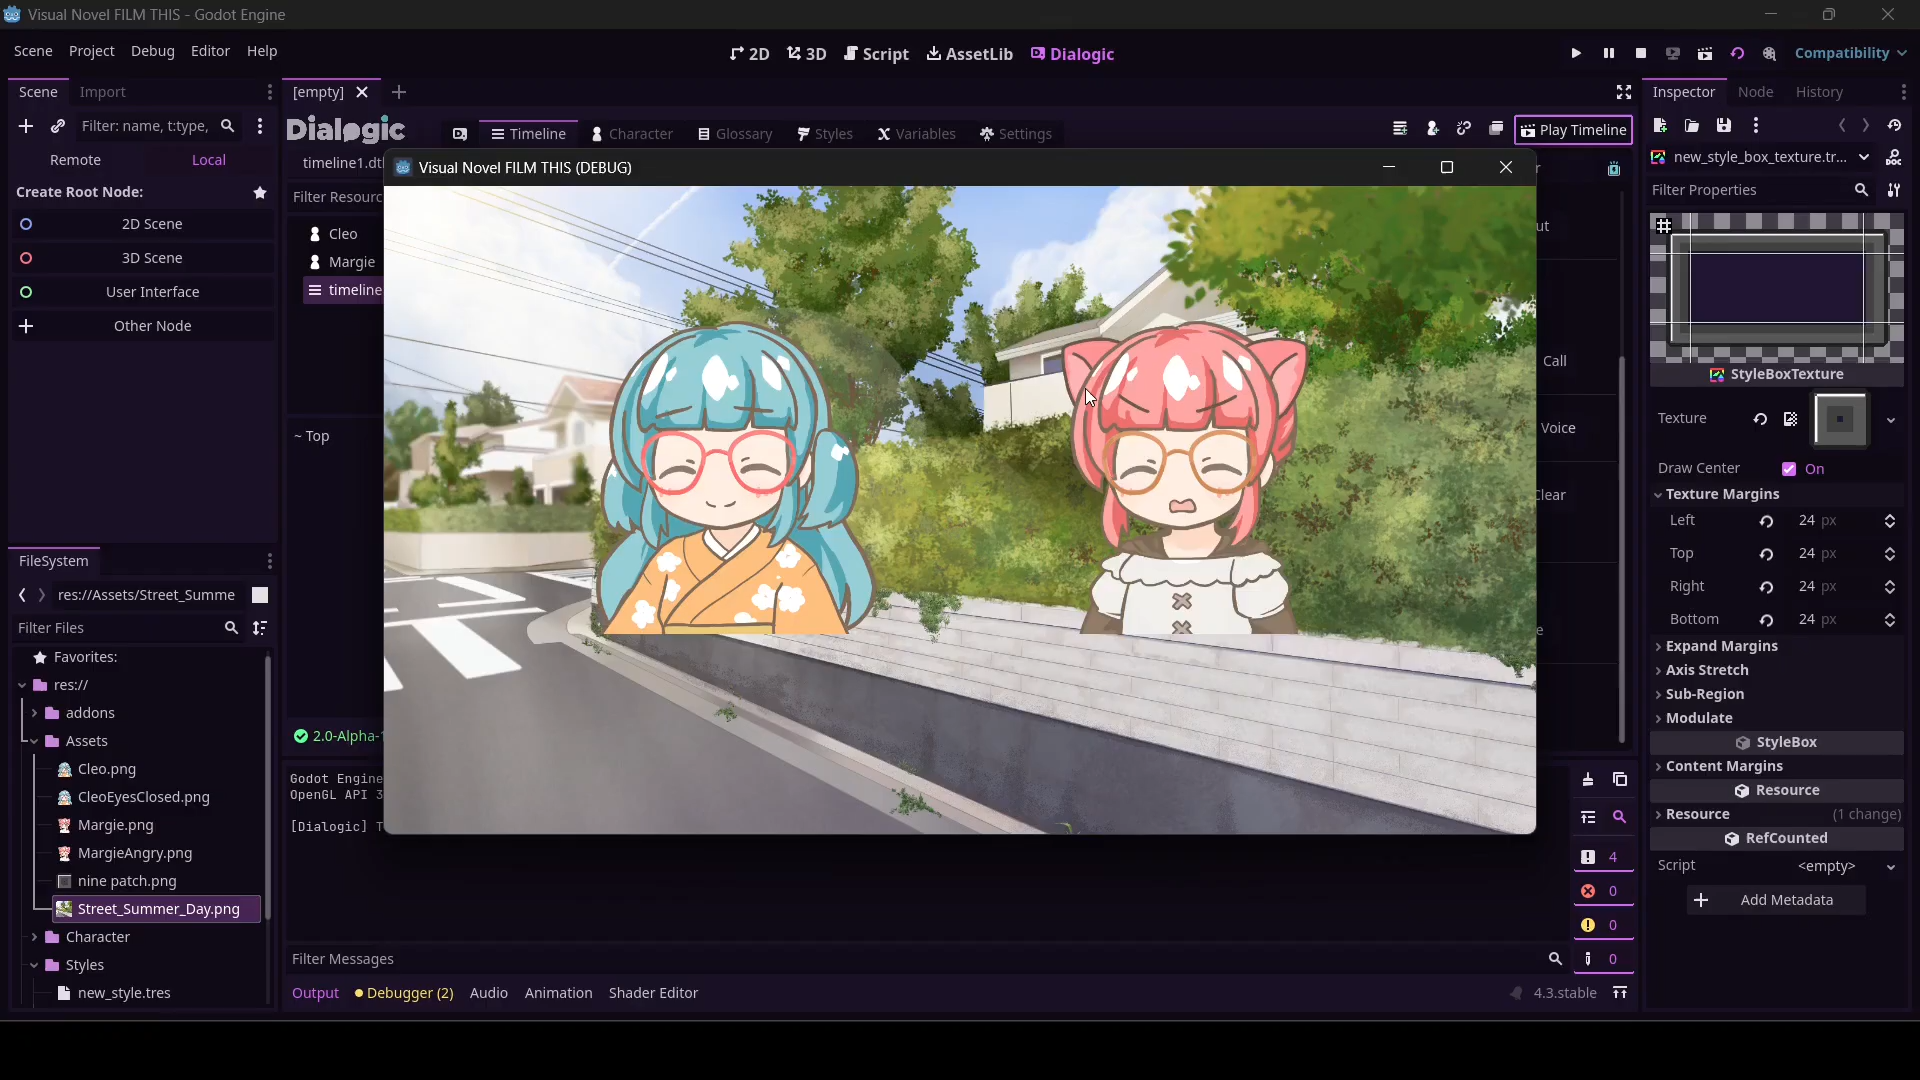 Visual Novel FILM THIS - Godot Engine
Scene Project Debug Editor Help
2D 3D Script AssetLib Dialogic
Compatibility
Scene Import
Filter: name, t:type,
Remote Local
Create Root Node:
2D Scene
3D Scene
User Interface
Other Node
FileSystem
res://Assets/Street_Summe
Filter Files
Favorites:
res://
addons
Assets
Cleo.png
CleoEyesClosed.png
Margie.png
MargieAngry.png
nine patch.png
Street_Summer_Day.png
Character
Styles
new_style.tres
[empty]
Dialogic
Timeline Character Glossary Styles Variables Settings
Play Timeline
timeline1.dt
Visual Novel FILM THIS (DEBUG)
Filter Resourc
Cleo
Margie
timeline
~ Top
2.0-Alpha-1
ut
Call
Voice
Clear
Godot Engine
OpenGL API 3
[Dialogic] T
4
0
0
0
Filter Messages
Output Debugger (2) Audio Animation Shader Editor
4.3.stable
Inspector Node History
new_style_box_texture.tr...
Filter Properties
StyleBoxTexture
Texture
Draw Center On
Texture Margins
Left 24 px
Top 24 px
Right 24 px
Bottom 24 px
Expand Margins
Axis Stretch
Sub-Region
Modulate
StyleBox
Content Margins
Resource
Resource (1 change)
RefCounted
Script <empty>
Add Metadata